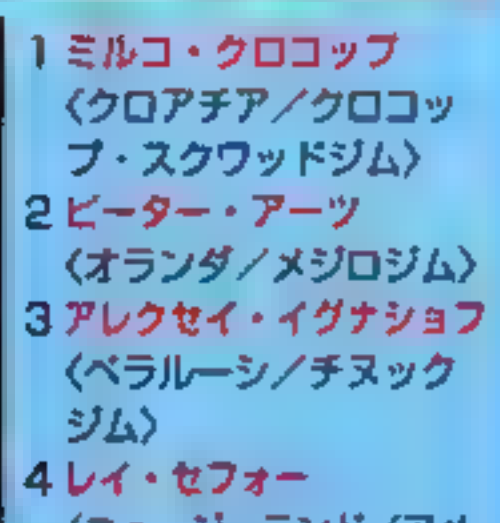 1 ミルコ・クロコップ
〈クロアチア／クロコッ
プ・スクワッドジム〉
2 ピーター・アーツ
〈オランダ／メジロジム〉
3 アレクセイ・イグナショフ
〈ベラルーシ／チヌック
ジム〉
4 レイ・セフォー